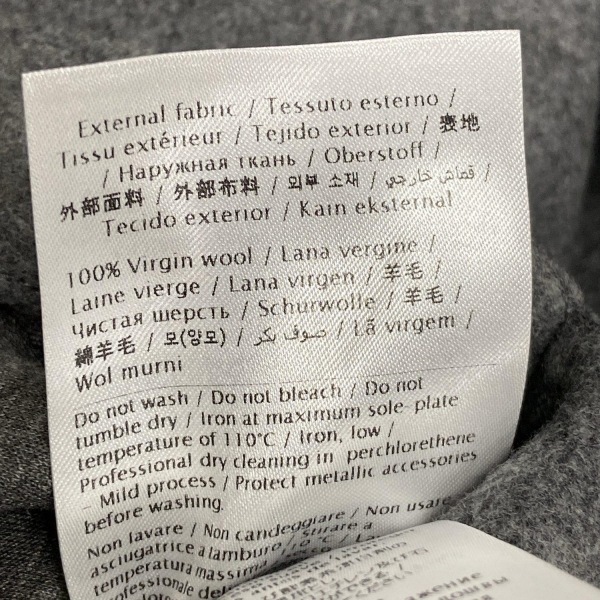 External fabric / Tessuto esterno /
Tissu extérieur / Tejido exterior / 表地
/ Наружная ткань / Oberstoff /
外部面料 / 外部布料 / 외부 소재 / قماش خارجي /
Tecido exterior / Kain eksternal
100% Virgin wool / Lana vergine /
Laine vierge / Lana virgen / 羊毛 /
Чистая шерсть / Schurwolle / 羊毛 /
綿羊毛 / 모(양모) / صوف بكر / Lã virgem /
Wol murni
Do not wash / Do not bleach / Do not
tumble dry / Iron at maximum sole-plate
temperature of 110°C / Iron, low /
Professional dry cleaning in perchlorethene
- Mild process / Protect metallic accessories
before washing.
Non lavare / Non candeggiare / Non usare
asciugatrice a tamburo / Stirare a
temperatura massima